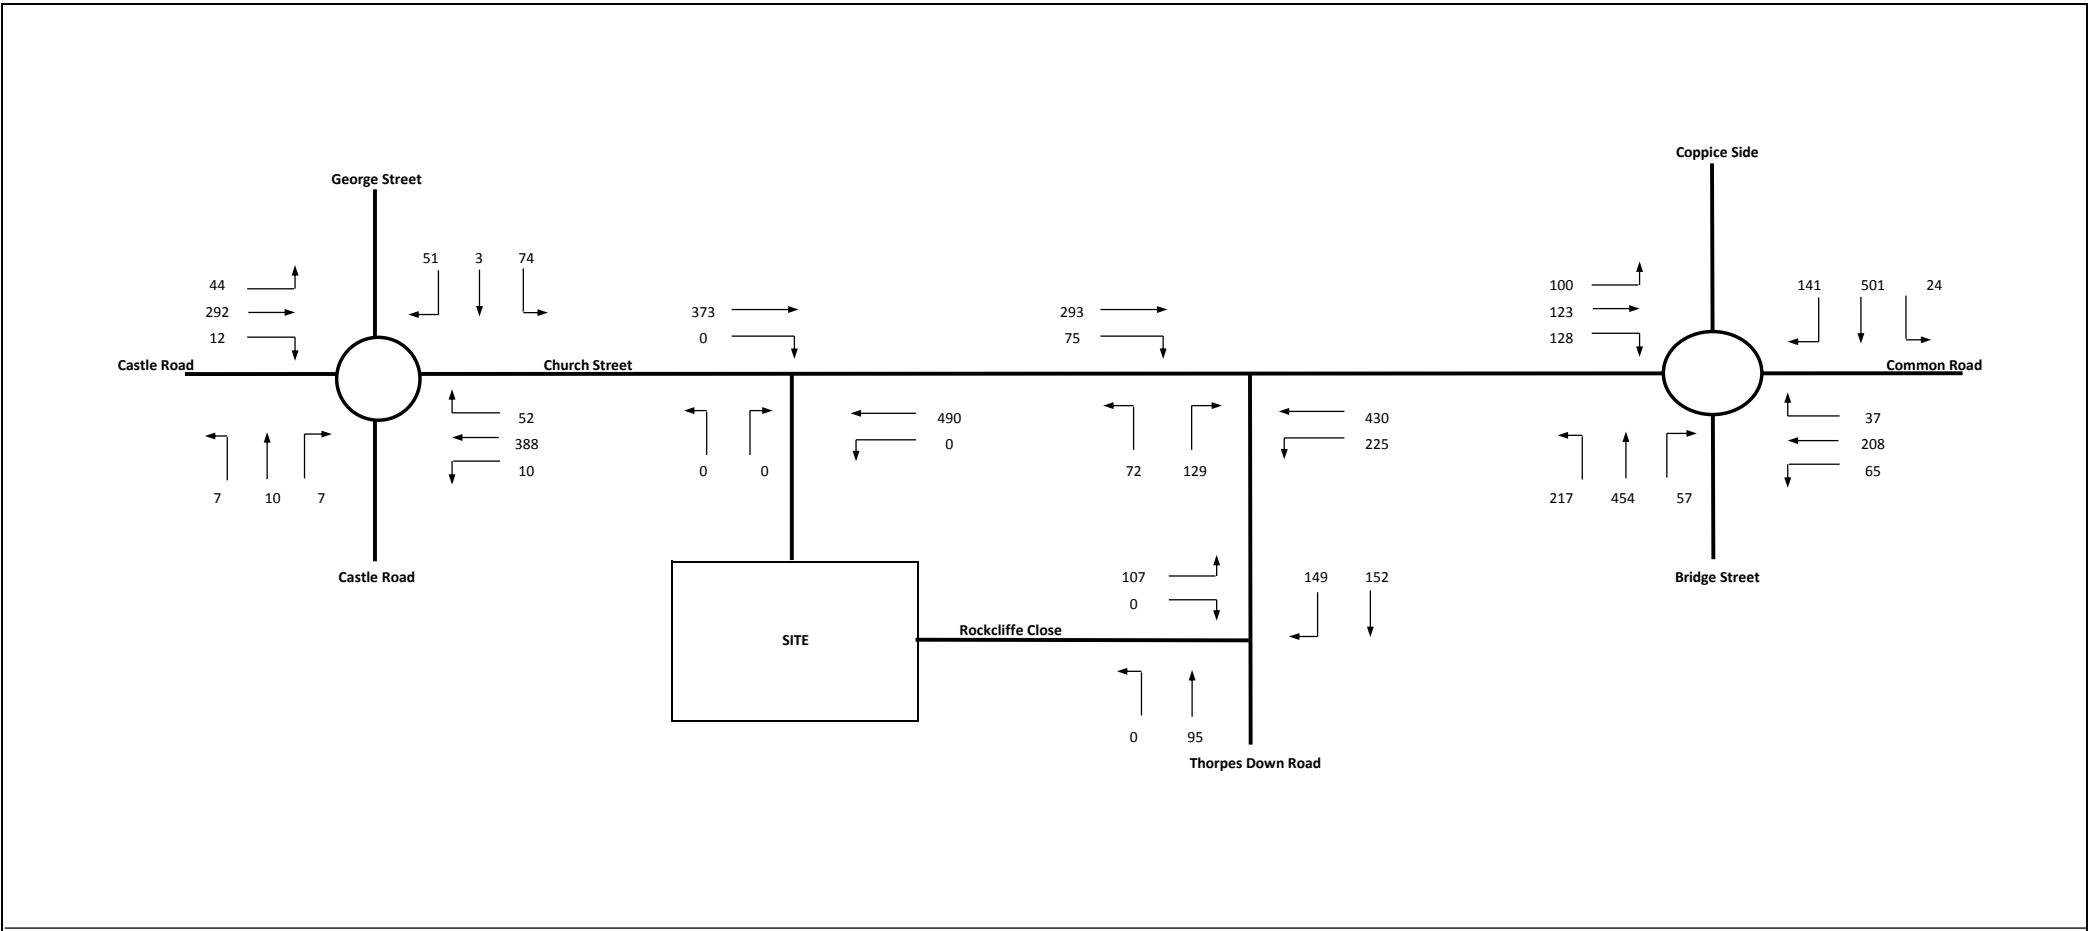 Coppice Side
George Street
51 3 74
44
292
12
100
123
128
141 501 24
373
0
293
75
Castle Road
Church Street
Common Road
52
388
10
490
0
430
225
37
208
65
7 10 7
0 0
72 129
217 454 57
Castle Road
Bridge Street
107
0
149 152
SITE
Rockcliffe Close
0 95
Thorpes Down Road